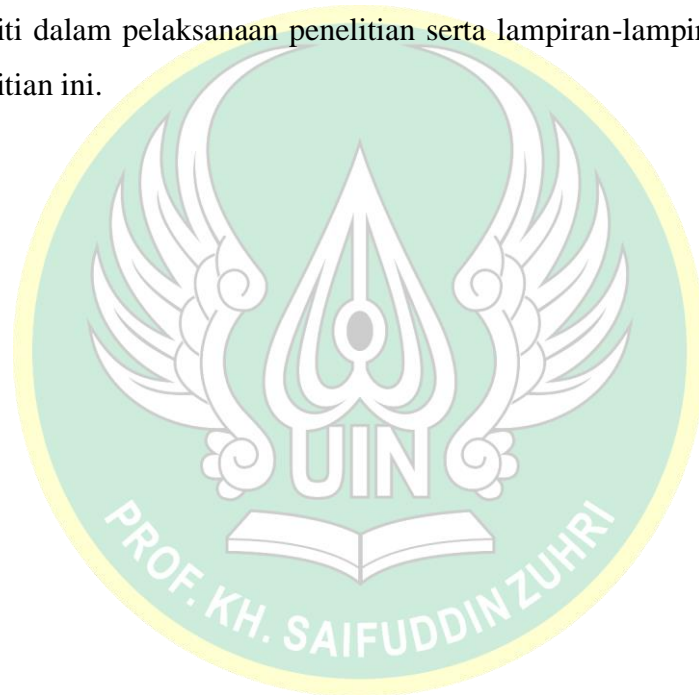 iti dalam pelaksanaan penelitian serta lampiran-lampir
itian ini.
UIN
PROF. KH. SAIFUDDIN ZUHRI